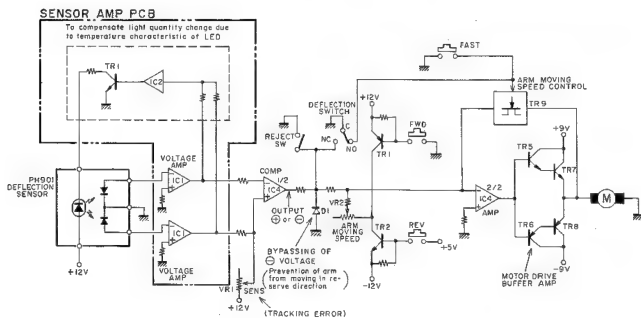 SENSOR AMP PCB
To compensate light quantity change due
to temperature characteristic of LED
TR1
IC2
PH901
DEFLECTION
SENSOR
+12V
VOLTAGE
AMP
IC1
IC1
VOLTAGE
AMP
VR1
SENS
+12V
(TRACKING ERROR)
COMP
1/2
IC4
OUTPUT
⊕ or ⊖
D1
BYPASSING OF
⊖ VOLTAGE
(Prevention of arm
from moving in re-
serve direction)
REJECT
SW
DEFLECTION
SWITCH
C
NC
NO
VR2
ARM
MOVING
SPEED
+12V
TR1
FWD
TR2
REV
+5V
-12V
FAST
ARM MOVING
SPEED CONTROL
TR9
2/2
IC4
AMP
+9V
TR5
TR7
TR6
TR8
-9V
M
MOTOR DRIVE
BUFFER AMP